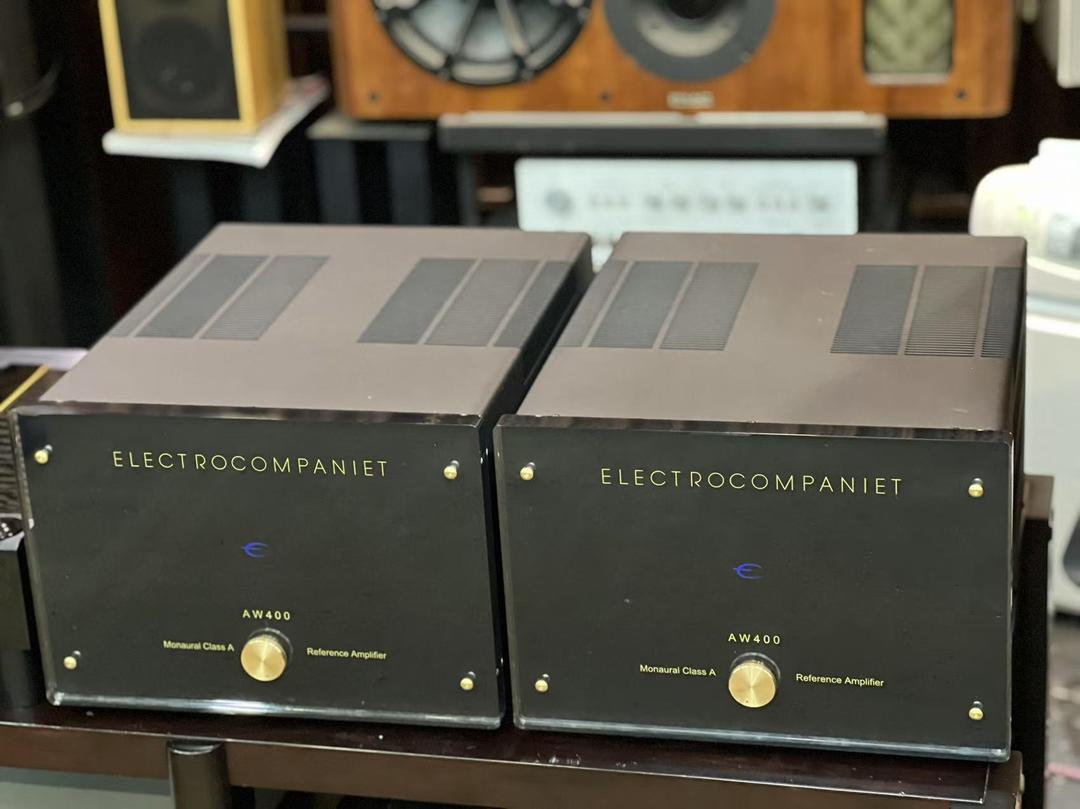 ELECTROCOMPANIET
AW400
Monaural Class A
Reference Amplifier
ELECTROCOMPANIET
AW400
Monaural Class A
Reference Amplifier